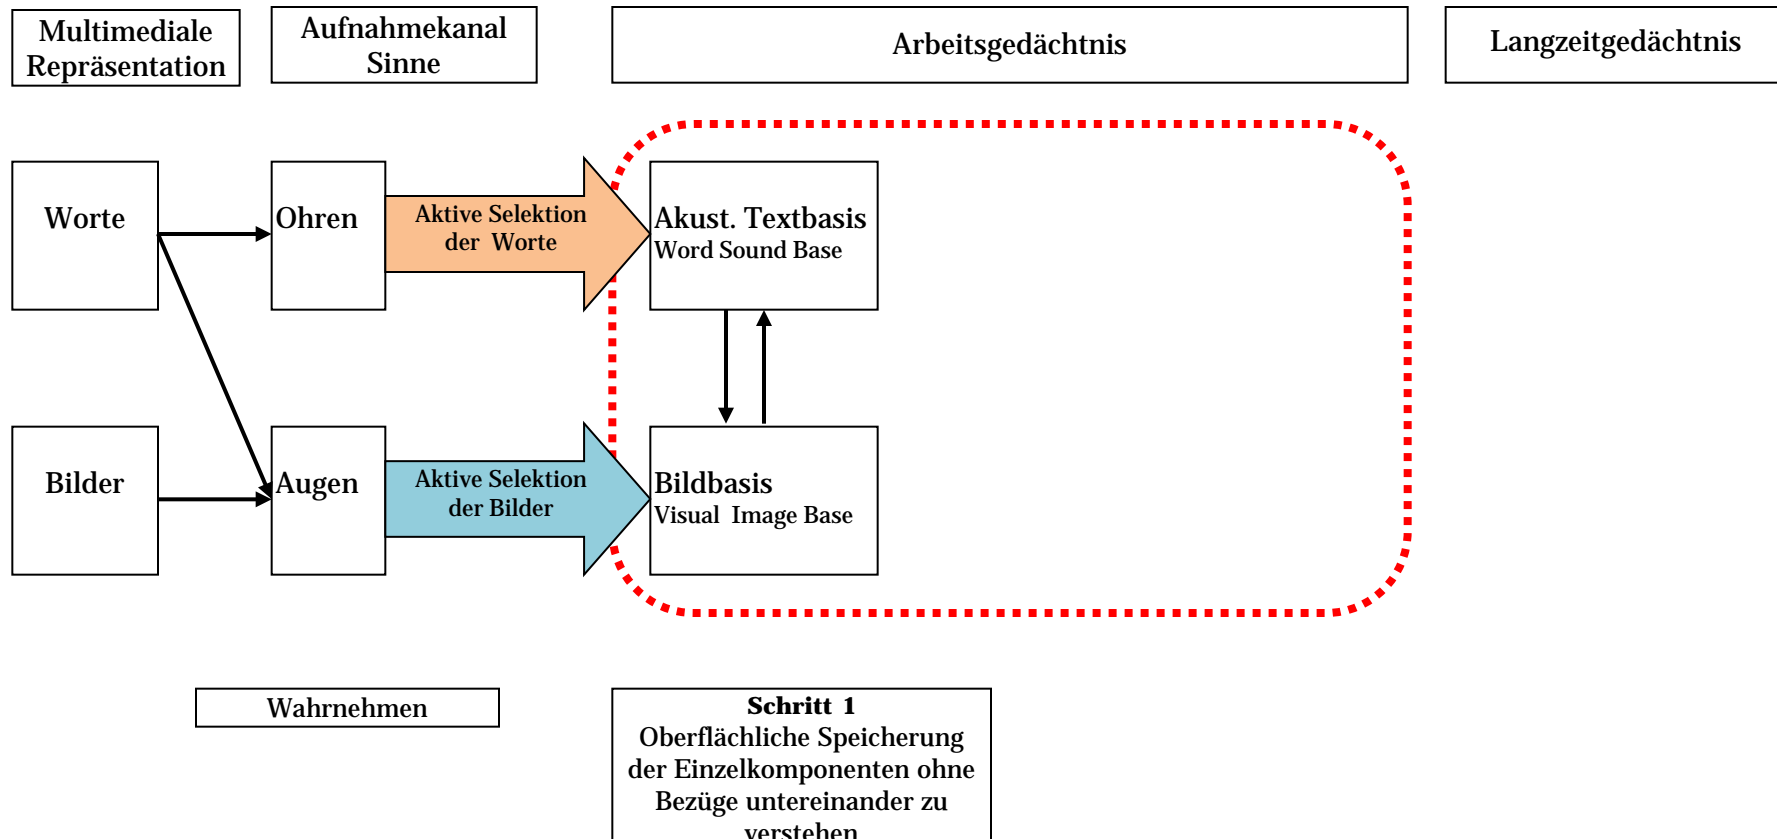 Multimediale
Repräsentation
Aufnahmekanal
Sinne
Arbeitsgedächtnis
Langzeitgedächtnis
Worte
Ohren
Aktive Selektion
der Worte
Akust. Textbasis
Word Sound Base
Bilder
Augen
Aktive Selektion
der Bilder
Bildbasis
Visual Image Base
Wahrnehmen
Schritt 1
Oberflächliche Speicherung
der Einzelkomponenten ohne
Bezüge untereinander zu
verstehen